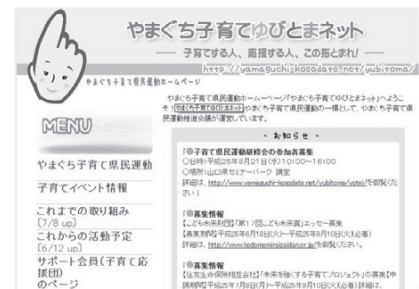 やまぐち子育てゆびとまネット
子育てする人、応援する人、この指とまれ!
http://yamaguchi-kosodate.net/yubitoma/
やまぐち子育て県民運動ホームページ
やまぐち子育て県民運動ホームページ「やまぐち子育てゆびとまネット」へようこ
そ!やまぐち子育てゆびとまネットは、やまぐち子育て県民運動の一環として、やまぐち子育て県
民運動推進会議が運営しています。
MENU
やまぐち子育て県民運動
子育てイベント情報
これまでの取り組み
[7/8 up]
これからの活動予定
[6/12 up]
サポート会員(子育て応
援団)
のページ
~お知らせ~
「●子育て県民運動研修会の参加者募集
○日時:平成25年8月21日(水)10:00~16:00
○場所:山口県セミナーパーク 講堂
詳細は、http://www.yamaguchi-kosodate.net/yubitoma/yotei/を御覧くだ
さい!
「●募集情報
【こども未来財団】「第17回こども未来賞」エッセー募集
(募集期間)平成25年6月18日(火)~平成25年9月10日(火)(必着)
詳細は、http://www.kodomomiraizaidan.or.jp/を御覧ください。
「●募集情報
【住友生命保険相互会社】「未来を強くする子育てプロジェクト」の募集【申
請期間】平成25年7月8日(月)~平成25年9月10日(火)(必着)詳細は、